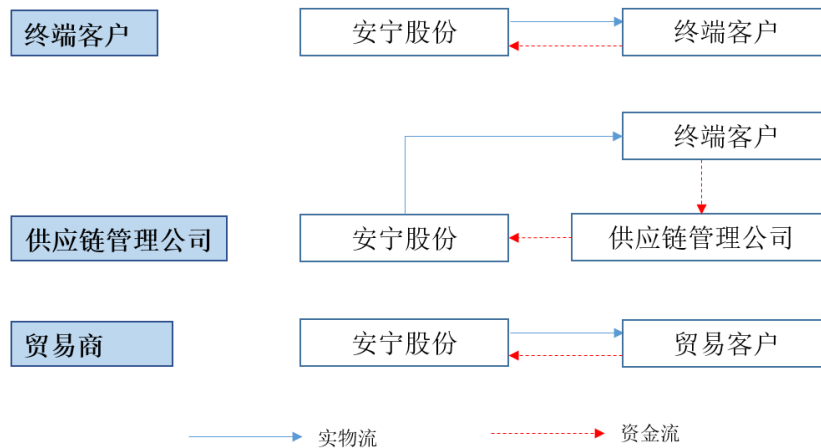 终端客户 安宁股份 终端客户
终端客户
供应链管理公司 安宁股份 供应链管理公司
贸易商 安宁股份 贸易客户
实物流 资金流